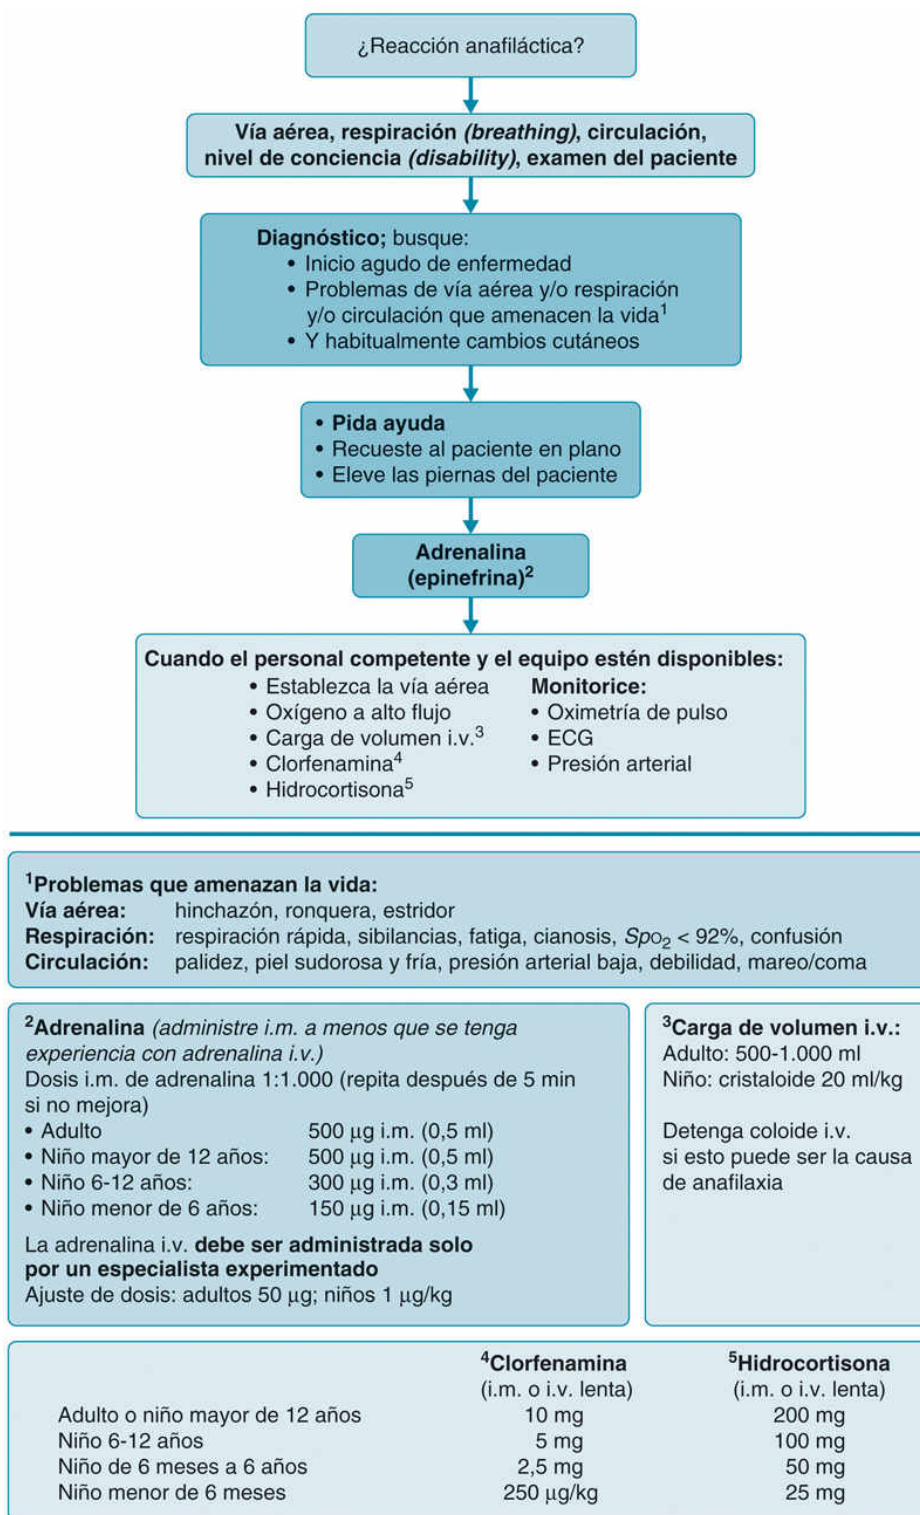 ¿Reacción anafiláctica?
Vía aérea, respiración (breathing), circulación,
nivel de conciencia (disability), examen del paciente
Diagnóstico; busque:
• Inicio agudo de enfermedad
• Problemas de vía aérea y/o respiración
y/o circulación que amenacen la vida¹
• Y habitualmente cambios cutáneos
• Pida ayuda
• Recueste al paciente en plano
• Eleve las piernas del paciente
Adrenalina
(epinefrina)²
Cuando el personal competente y el equipo estén disponibles:
• Establezca la vía aérea
• Oxígeno a alto flujo
• Carga de volumen i.v.³
• Clorfenamina⁴
• Hidrocortisona⁵
Monitorice:
• Oximetría de pulso
• ECG
• Presión arterial
¹Problemas que amenazan la vida:
Vía aérea: hinchazón, ronquera, estridor
Respiración: respiración rápida, sibilancias, fatiga, cianosis, SpO₂ < 92%, confusión
Circulación: palidez, piel sudorosa y fría, presión arterial baja, debilidad, mareo/coma
²Adrenalina (administre i.m. a menos que se tenga
experiencia con adrenalina i.v.)
Dosis i.m. de adrenalina 1:1.000 (repita después de 5 min
si no mejora)
• Adulto 500 µg i.m. (0,5 ml)
• Niño mayor de 12 años: 500 µg i.m. (0,5 ml)
• Niño 6-12 años: 300 µg i.m. (0,3 ml)
• Niño menor de 6 años: 150 µg i.m. (0,15 ml)
La adrenalina i.v. debe ser administrada solo
por un especialista experimentado
Ajuste de dosis: adultos 50 µg; niños 1 µg/kg
³Carga de volumen i.v.:
Adulto: 500-1.000 ml
Niño: cristaloide 20 ml/kg
Detenga coloide i.v.
si esto puede ser la causa
de anafilaxia
⁴Clorfenamina ⁵Hidrocortisona
(i.m. o i.v. lenta) (i.m. o i.v. lenta)
Adulto o niño mayor de 12 años 10 mg 200 mg
Niño 6-12 años 5 mg 100 mg
Niño de 6 meses a 6 años 2,5 mg 50 mg
Niño menor de 6 meses 250 µg/kg 25 mg